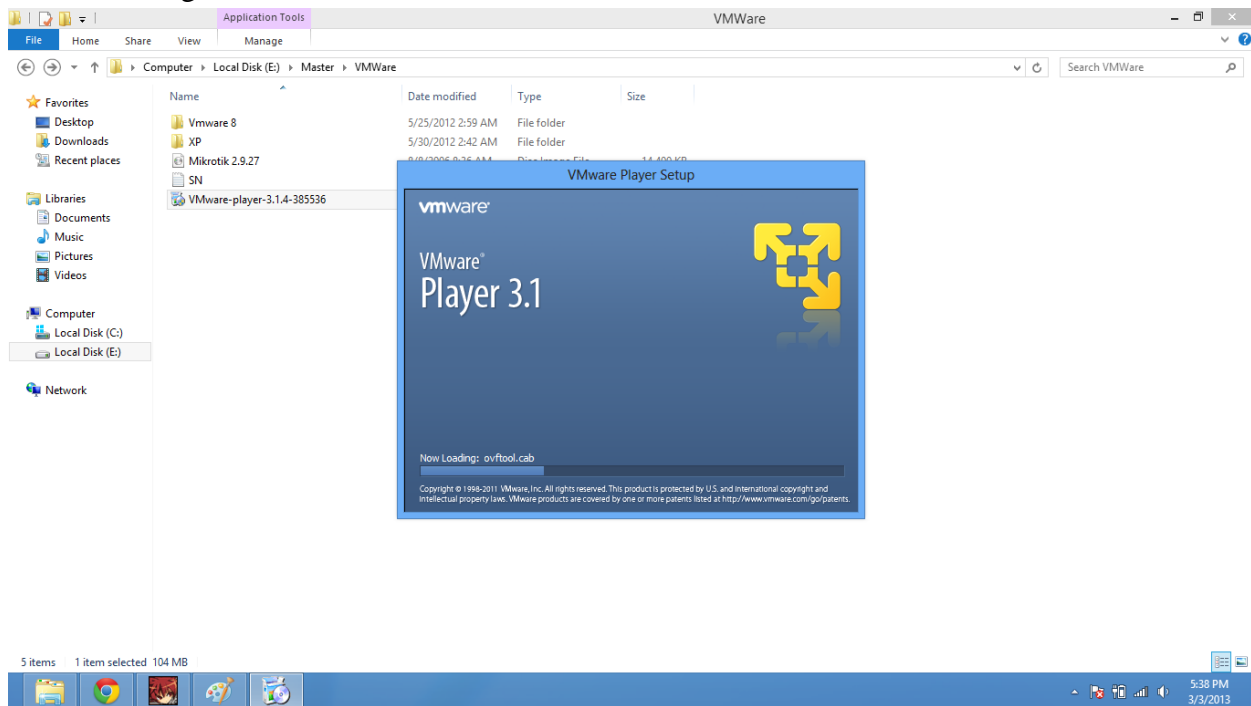 Application Tools
VMWare
File Home Share View Manage
Computer Local Disk (E:) Master VMWare
Search VMWare
Favorites
Desktop
Downloads
Recent places
Libraries
Documents
Music
Pictures
Videos
Computer
Local Disk (C:)
Local Disk (E:)
Network
Name Date modified Type Size
Vmware 8 5/25/2012 2:59 AM File folder
XP 5/30/2012 2:42 AM File folder
Mikrotik 2.9.27
SN
VMware-player-3.1.4-385536
VMware Player Setup
vmware
VMware®
Player 3.1
Now Loading: ovftool.cab
Copyright © 1998-2011 VMware, Inc. All rights reserved. This product is protected by U.S. and international copyright and
intellectual property laws. VMware products are covered by one or more patents listed at http://www.vmware.com/go/patents.
5 items 1 item selected 104 MB
5:38 PM
3/3/2013